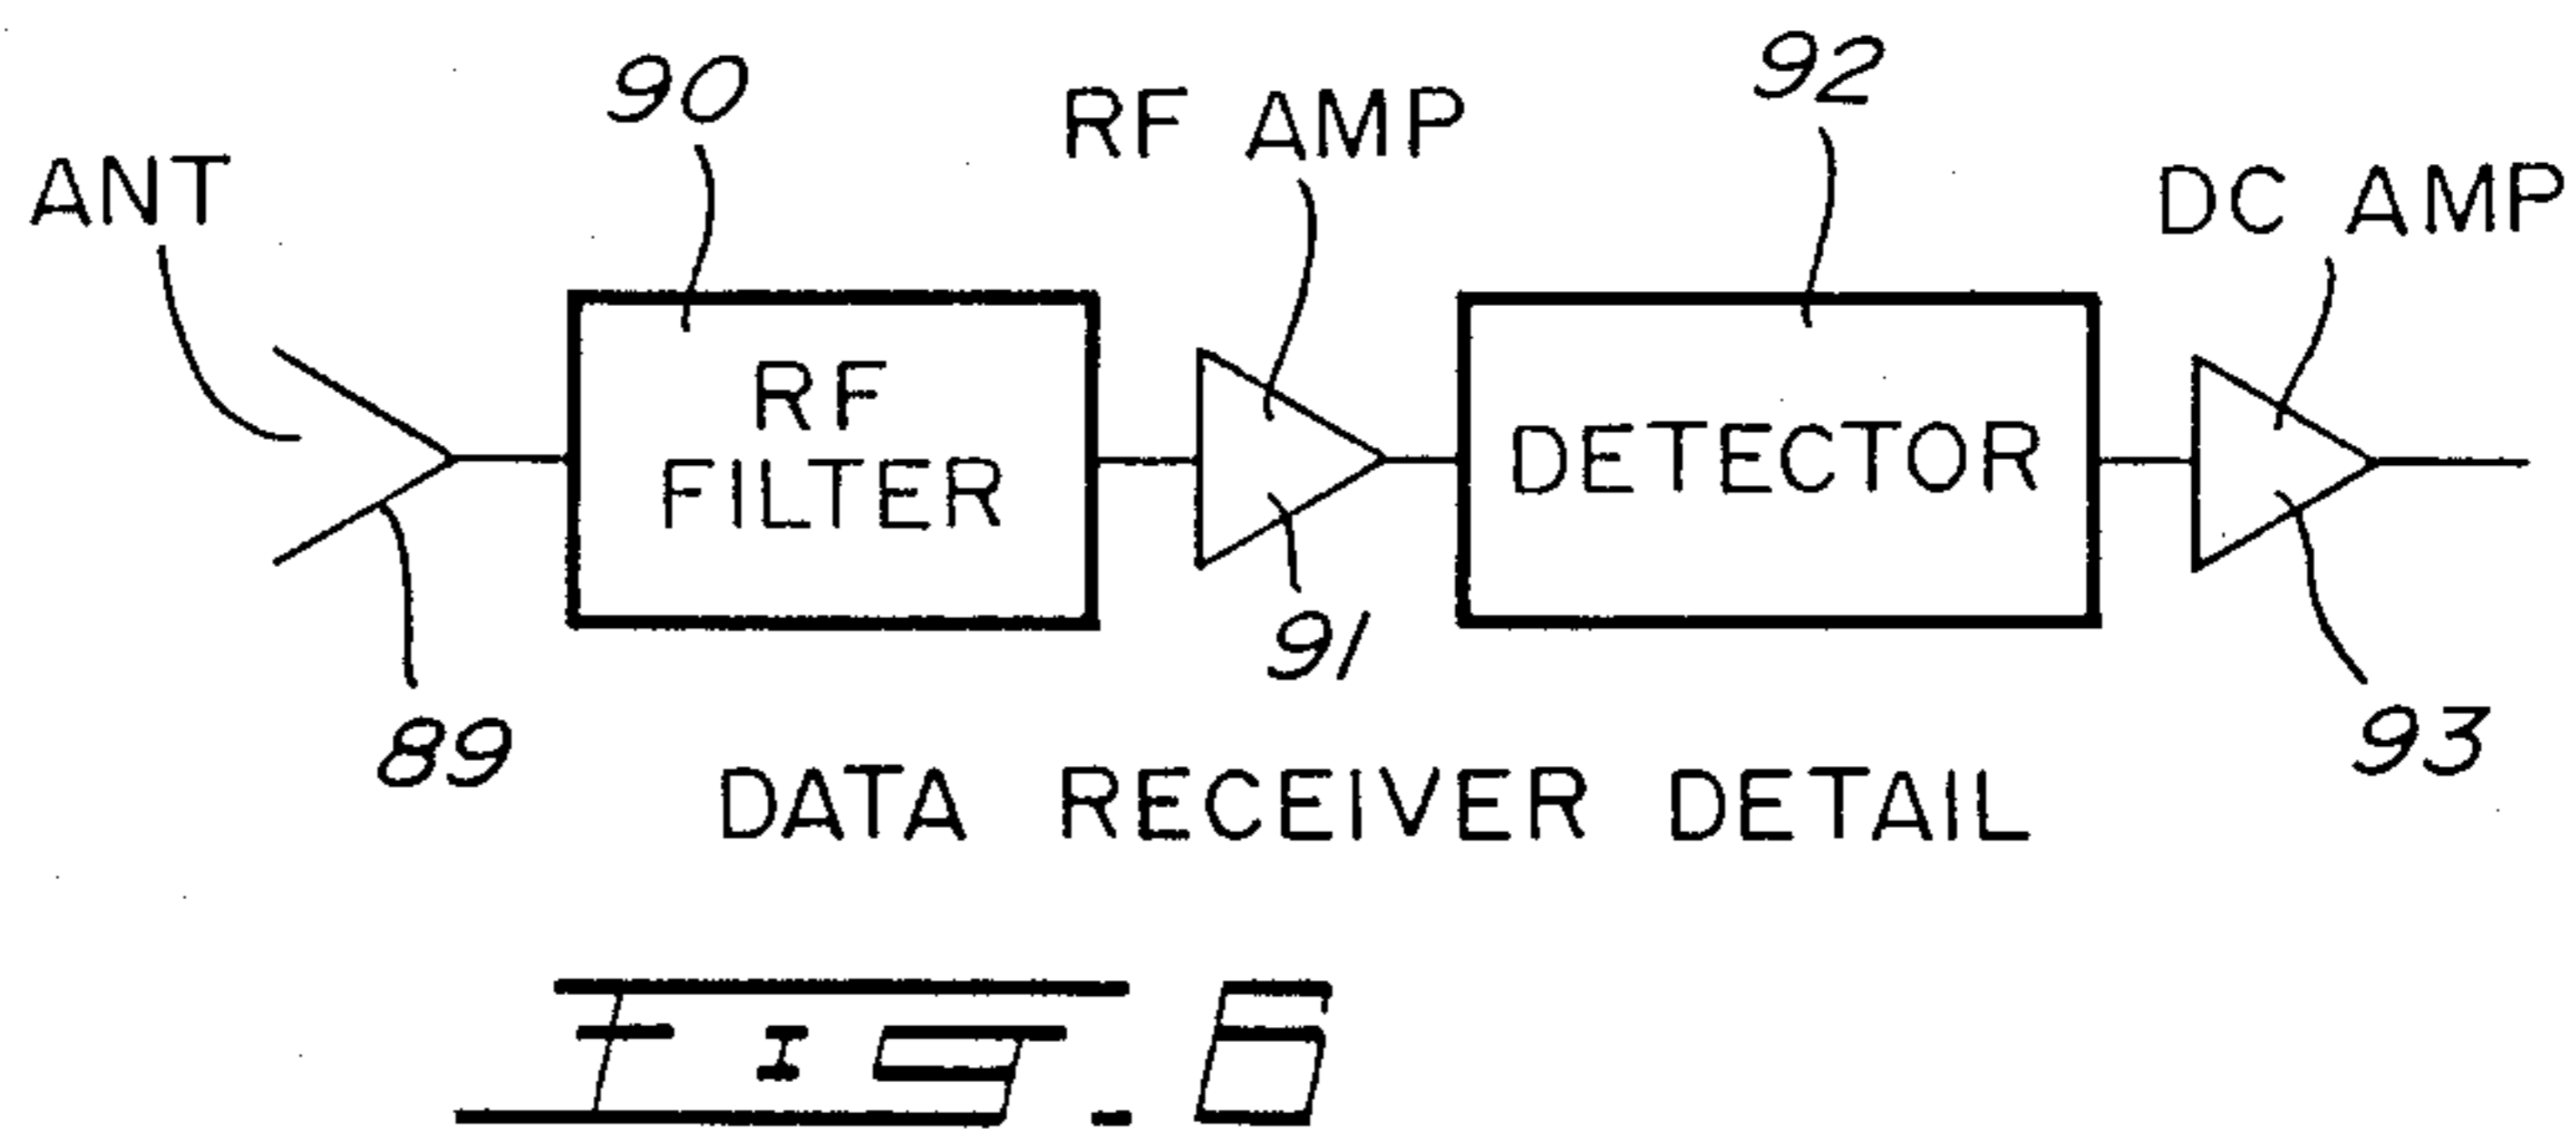 90
RF AMP
92
ANT
DC AMP
RF
FILTER
DETECTOR
91
89
93
DATA RECEIVER DETAIL
FIG. 6